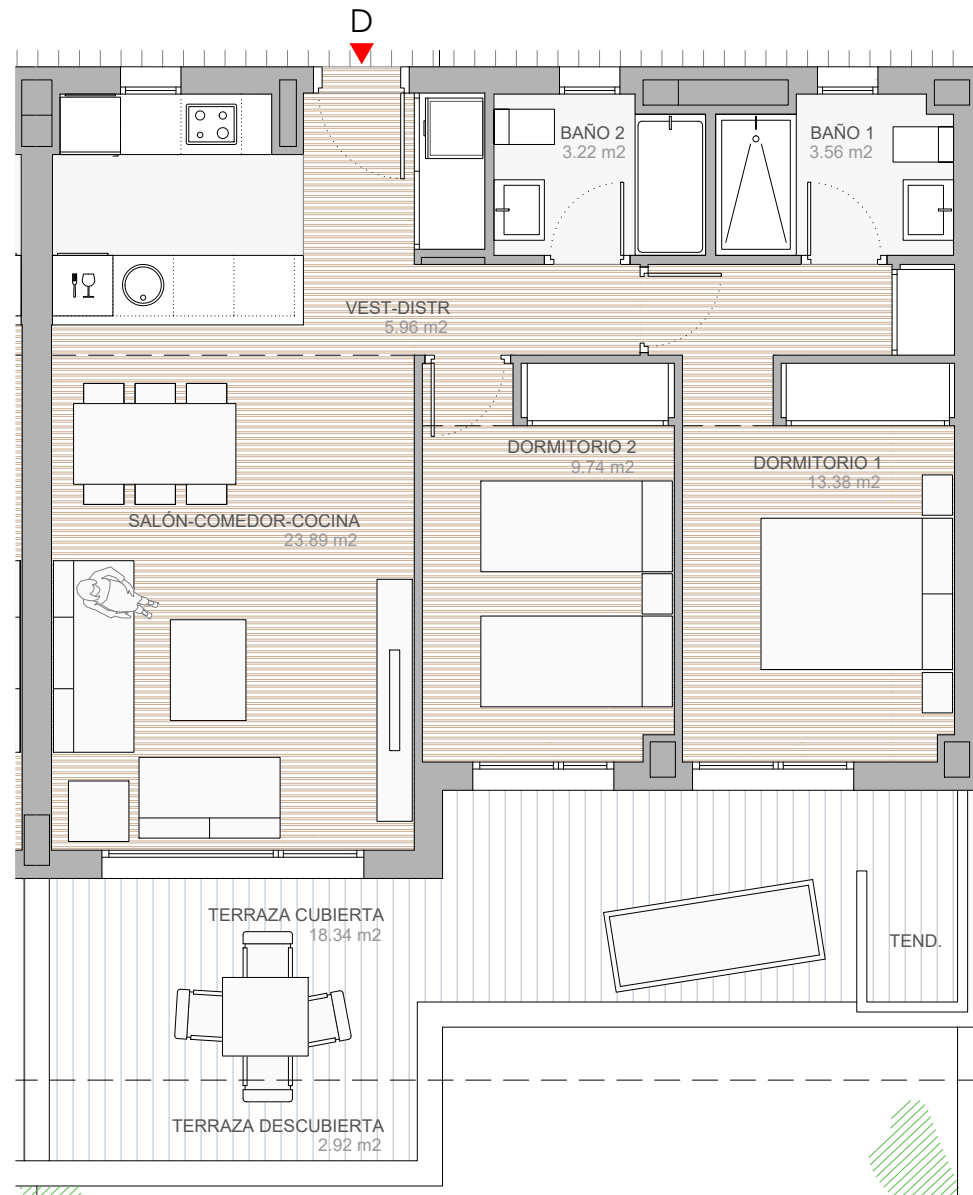 D
BAÑO 2
3.22 m2
BAÑO 1
3.56 m2
VEST-DISTR
5.96 m2
DORMITORIO 2
9.74 m2
DORMITORIO 1
13.38 m2
SALÓN-COMEDOR-COCINA
23.89 m2
TERRAZA CUBIERTA
18.34 m2
TEND.
TERRAZA DESCUBIERTA
2.92 m2